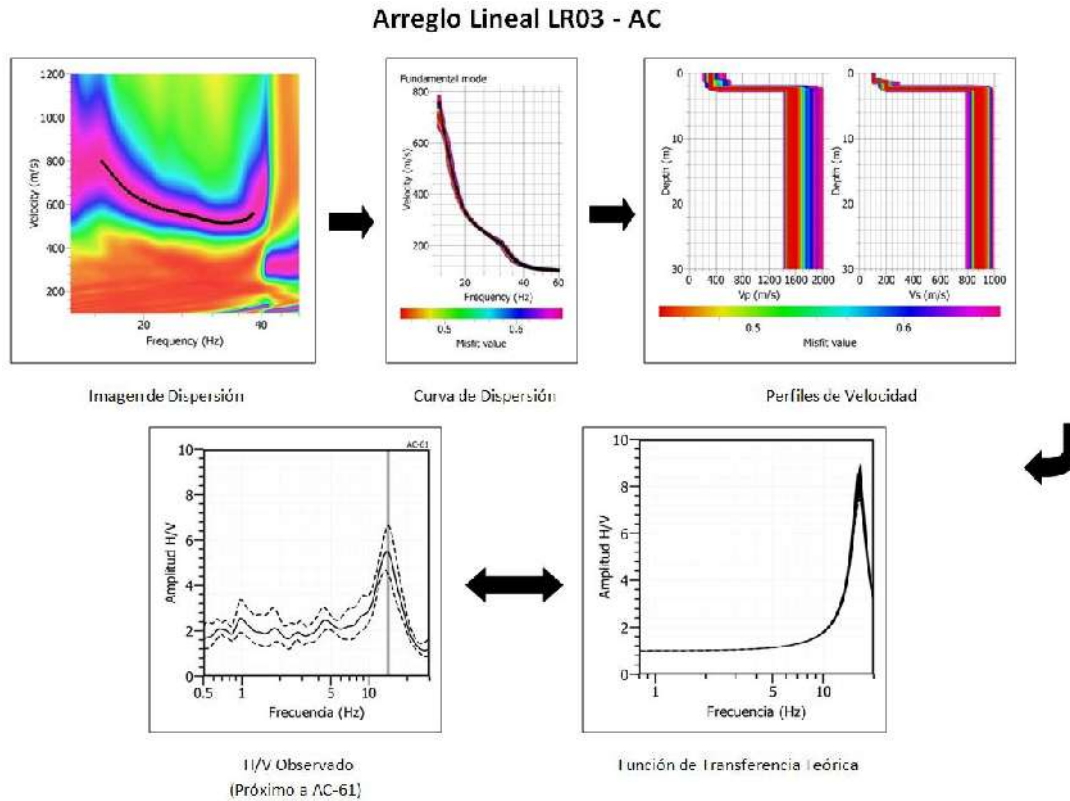 Arreglo Lineal LR03 - AC
1200
1000
800
600
400
200
Velocity (m/s)
20
40
Frequency (Hz)
Imagen de Dispersión
Fundamental mode
800
600
400
200
Velocity (m/s)
20
40
60
Frequency (Hz)
0.5
0.6
Misfit value
Curva de Dispersión
0
10
20
30
Depth (m)
0 400 800 1200 1600 2000
Vp (m/s)
0
10
20
30
Depth (m)
0 200 400 600 800 1000
Vs (m/s)
0.5
0.6
Misfit value
Perfiles de Velocidad
AC-61
10
8
6
4
2
0
Amplitud H/V
0.5 1 5 10
Frecuencia (Hz)
H/V Observado
(Próximo a AC-61)
10
8
6
4
2
0
Amplitud H/V
1 5 10
Frecuencia (Hz)
Función de Transferencia Teórica